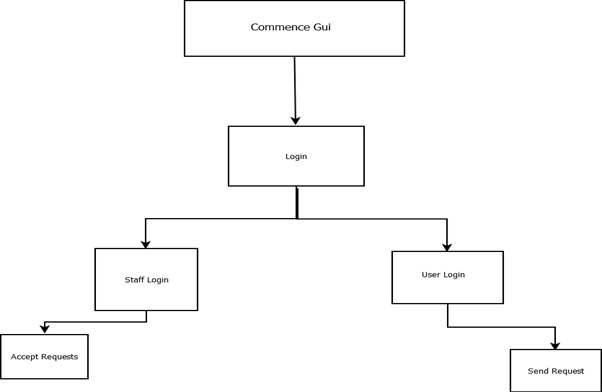 Commence Gui
Login
Staff Login
User Login
Accept Requests
Send Request